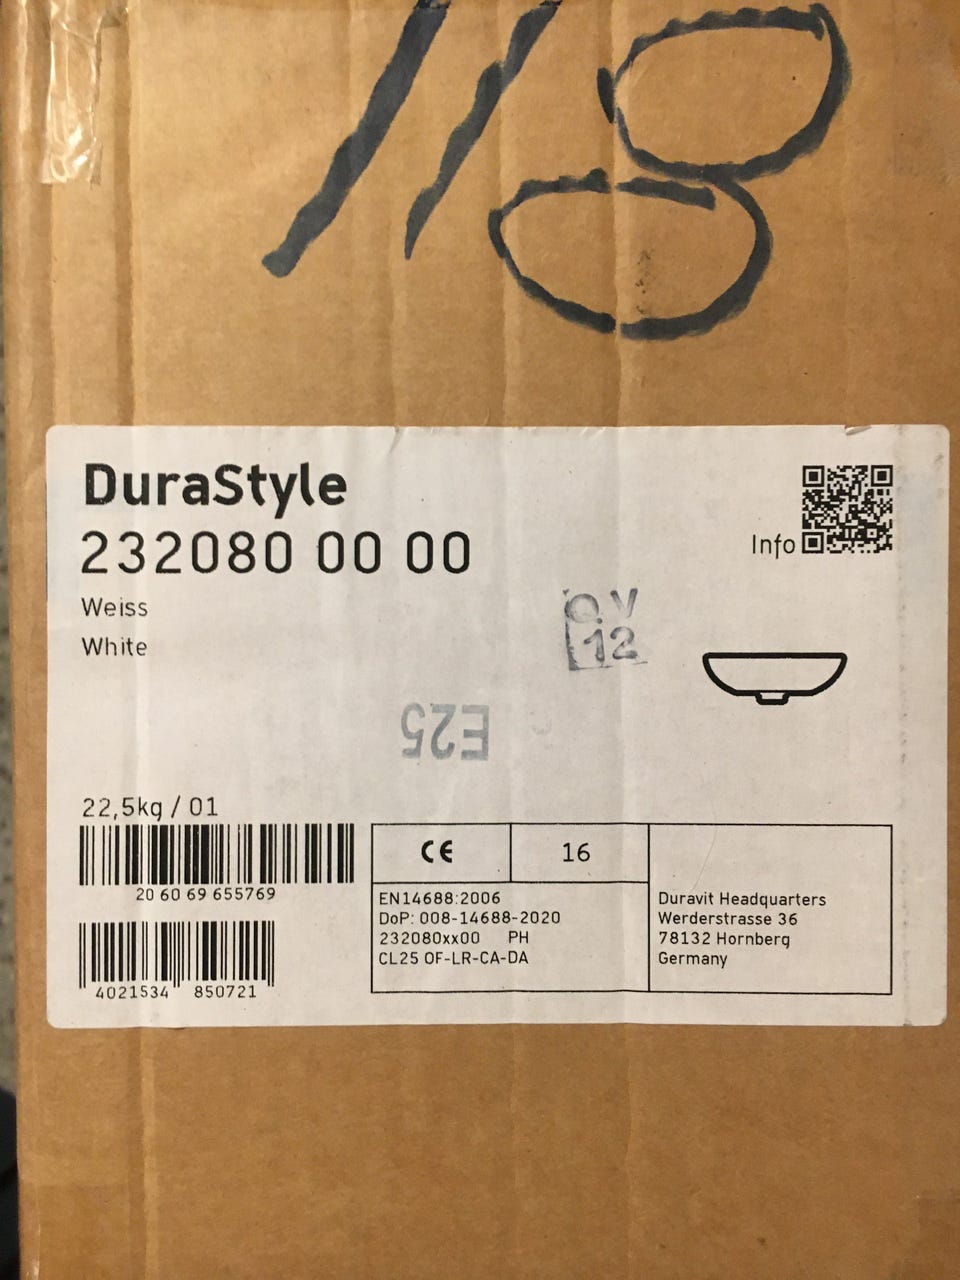 118
DuraStyle
232080 00 00
Info
Weiss
White
Q.V
12
E25
22,5kg / 01
20 60 69 655769
4021534 850721
CE
16
EN14688:2006
DoP: 008-14688-2020
232080xx00 PH
CL25 OF-LR-CA-DA
Duravit Headquarters
Werderstrasse 36
78132 Hornberg
Germany